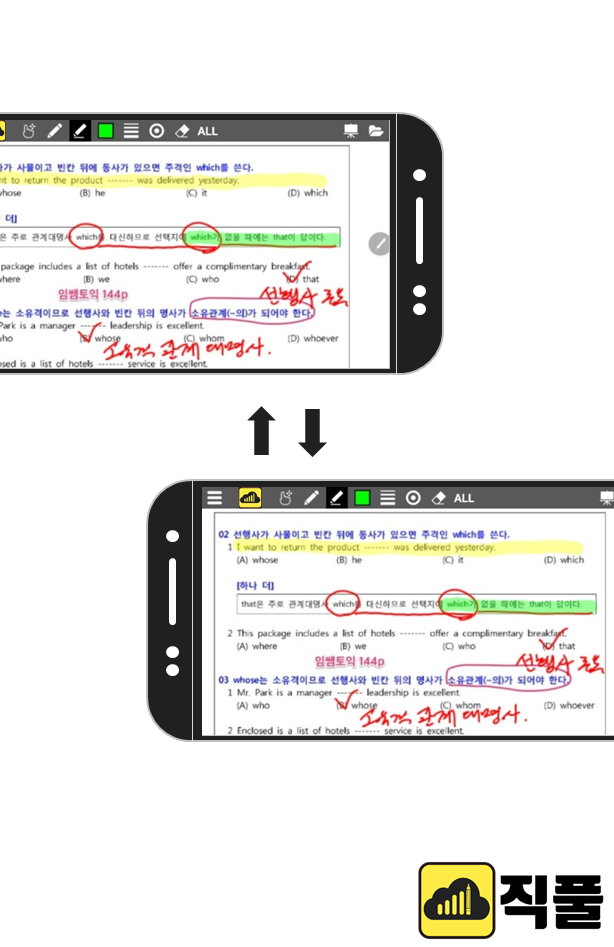 ALL
가 사물이고 빈칸 뒤에 동사가 있으면 주격인 which를 쓴다.
nt to return the product ------- was delivered yesterday.
whose (B) he (C) it (D) which
더]
은 주로 관계대명사 which를 대신하므로 선택지에 which가 없을 때에는 that이 답이다.
package includes a list of hotels ------- offer a complimentary breakfast.
where (B) we (C) who (D) that
선행사 주요
임쌤토익 144p
는 소유격이므로 선행사와 빈칸 뒤의 명사가 소유관계(~의)가 되어야 한다.
Park is a manager ------- leadership is excellent.
who (B) whose (C) whom (D) whoever
소유격 관계대명사.
osed is a list of hotels ------- service is excellent.
ALL
02 선행사가 사물이고 빈칸 뒤에 동사가 있으면 주격인 which를 쓴다.
1 I want to return the product ------- was delivered yesterday.
(A) whose (B) he (C) it (D) which
[하나 더]
that은 주로 관계대명사 which를 대신하므로 선택지에 which가 없을 때에는 that이 답이다.
2 This package includes a list of hotels ------- offer a complimentary breakfast.
(A) where (B) we (C) who (D) that
선행사 주요
임쌤토익 144p
03 whose는 소유격이므로 선행사와 빈칸 뒤의 명사가 소유관계(~의)가 되어야 한다.
1 Mr. Park is a manager ------- leadership is excellent.
(A) who (B) whose (C) whom (D) whoever
소유격 관계대명사.
2 Enclosed is a list of hotels ------- service is excellent.
직풀